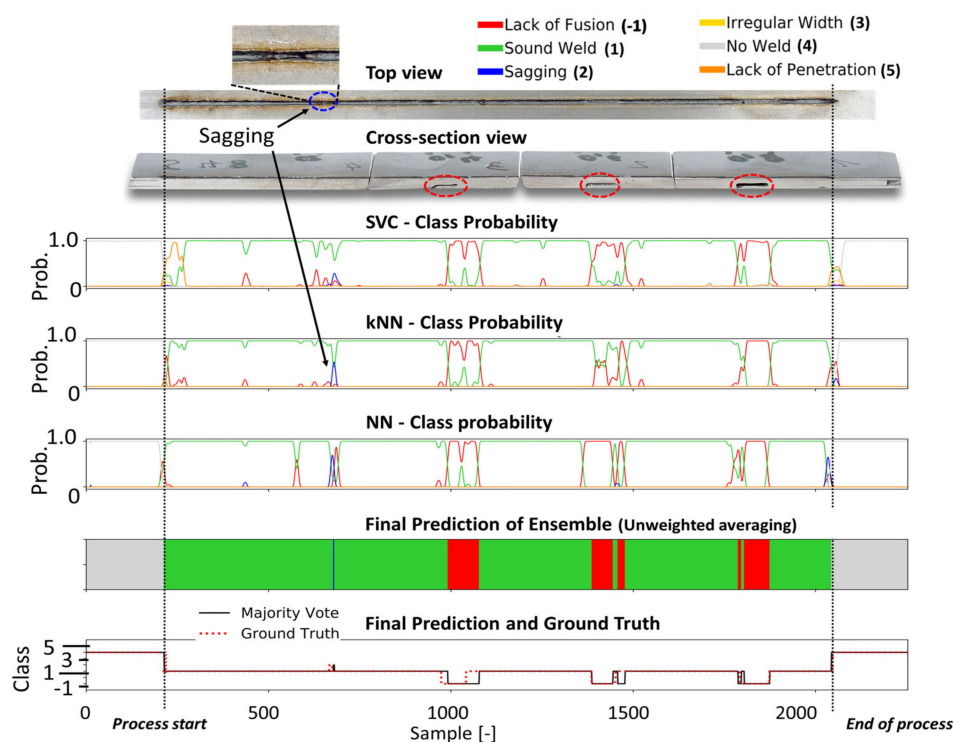 Lack of Fusion (-1)
Irregular Width (3)
Sound Weld (1)
No Weld (4)
Sagging (2)
Lack of Penetration (5)
Top view
Sagging
Cross-section view
SVC - Class Probability
1.0
Prob.
0
kNN - Class Probability
1.0
Prob.
0
NN - Class probability
1.0
Prob.
0
Final Prediction of Ensemble (Unweighted averaging)
Majority Vote
Ground Truth
Final Prediction and Ground Truth
Class
5
3
1
-1
0 500 1000 1500 2000
Process start
Sample [-]
End of process